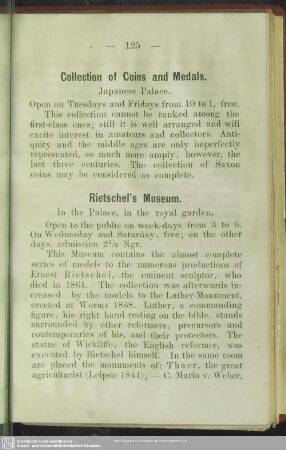 — 125 —
Collection of Coins and Medals.
Japanese Palace.
Open on Tuesdays and Fridays from 10 to 1, free.
This collection cannot be ranked among the
first-class ones; still it is well arranged and will
excite interest in amateurs and collectors. Anti-
quity and the middle ages are only imperfectly
represented, so much more amply, however, the
last three centuries. The collection of Saxon
coins may be considered as complete.
Rietschel's Museum.
In the Palace, in the royal garden.
Open to the public on week-days from 3 to 6.
On Wednesday and Saturday, free; on the other
days, admission 2½ Ngr.
This Museum contains the almost complete
series of models to the numerous productions of
Ernest Rietschel, the eminent sculptor, who
died in 1861. The collection was afterwards in-
creased by the models to the Luther-Monument,
erected at Worms 1868. Luther, a commanding
figure, his right hand resting on the bible, stands
surrounded by other reformers, precursors and
contemporaries of his, and their protectors. The
statue of Wickliffe, the English reformer, was
executed by Rietschel himself. In the same room
are placed the monuments of: Thaer, the great
agriculturist (Leipsic 1844); — C. Maria v. Weber,